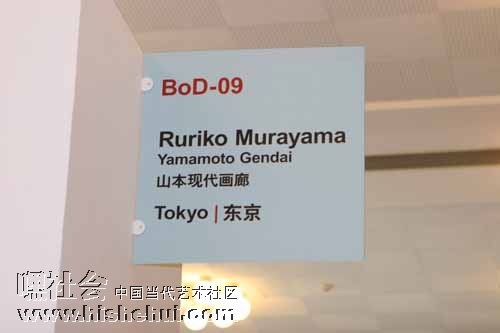 BoD-09
Ruriko Murayama
Yamamoto Gendai
山本现代画廊
Tokyo | 东京
嘿社会 中国当代艺术社区
www.hishehui.com